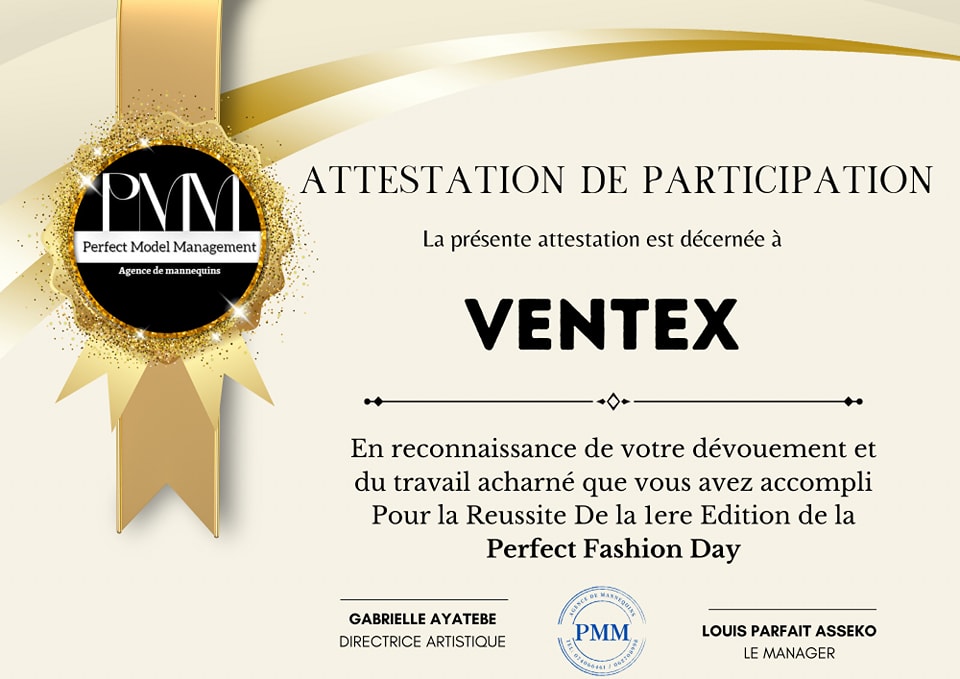 PMM
Perfect Model Management
Agence de mannequins
ATTESTATION DE PARTICIPATION
La présente attestation est décernée à
VENTEX
En reconnaissance de votre dévouement et
du travail acharné que vous avez accompli
Pour la Reussite De la 1ere Edition de la
Perfect Fashion Day
GABRIELLE AYATEBE
DIRECTRICE ARTISTIQUE
AGENCE DE MANNEQUINS
PMM
LOUIS PARFAIT ASSEKO
LE MANAGER